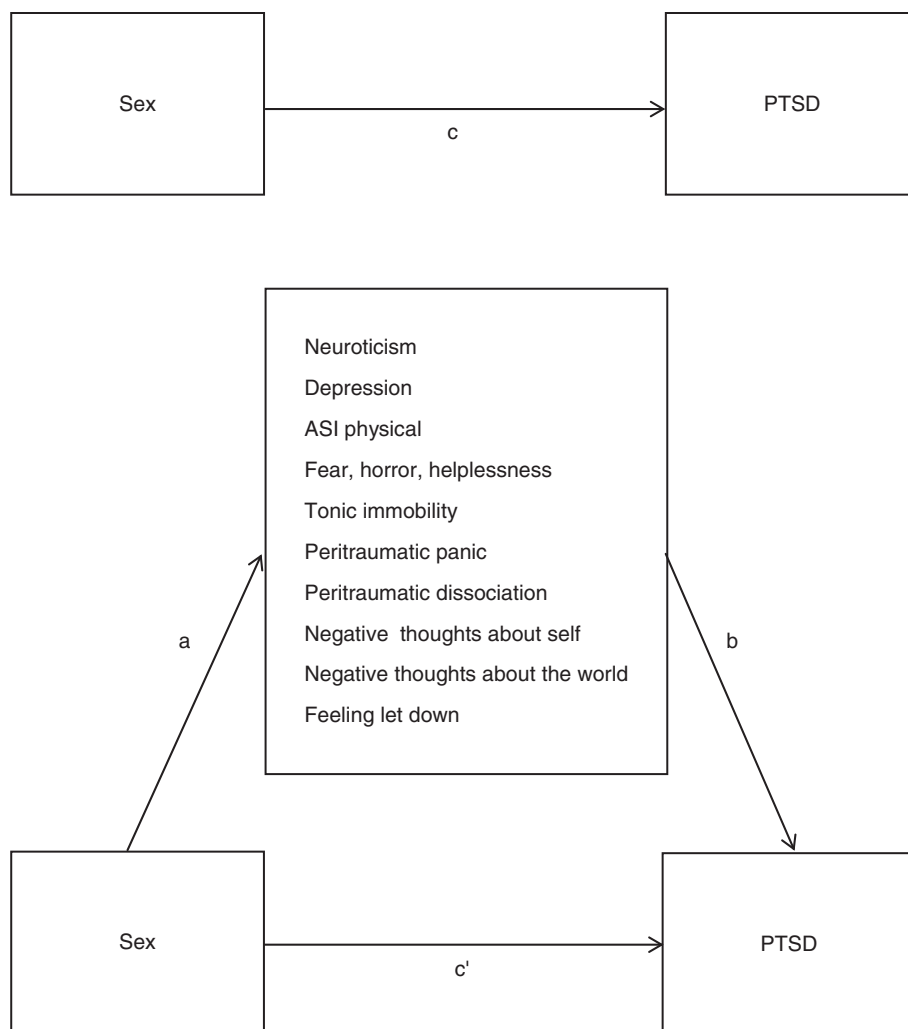 Sex
c
PTSD
Neuroticism
Depression
ASI physical
Fear, horror, helplessness
Tonic immobility
Peritraumatic panic
Peritraumatic dissociation
Negative thoughts about self
Negative thoughts about the world
Feeling let down
a
b
Sex
c'
PTSD